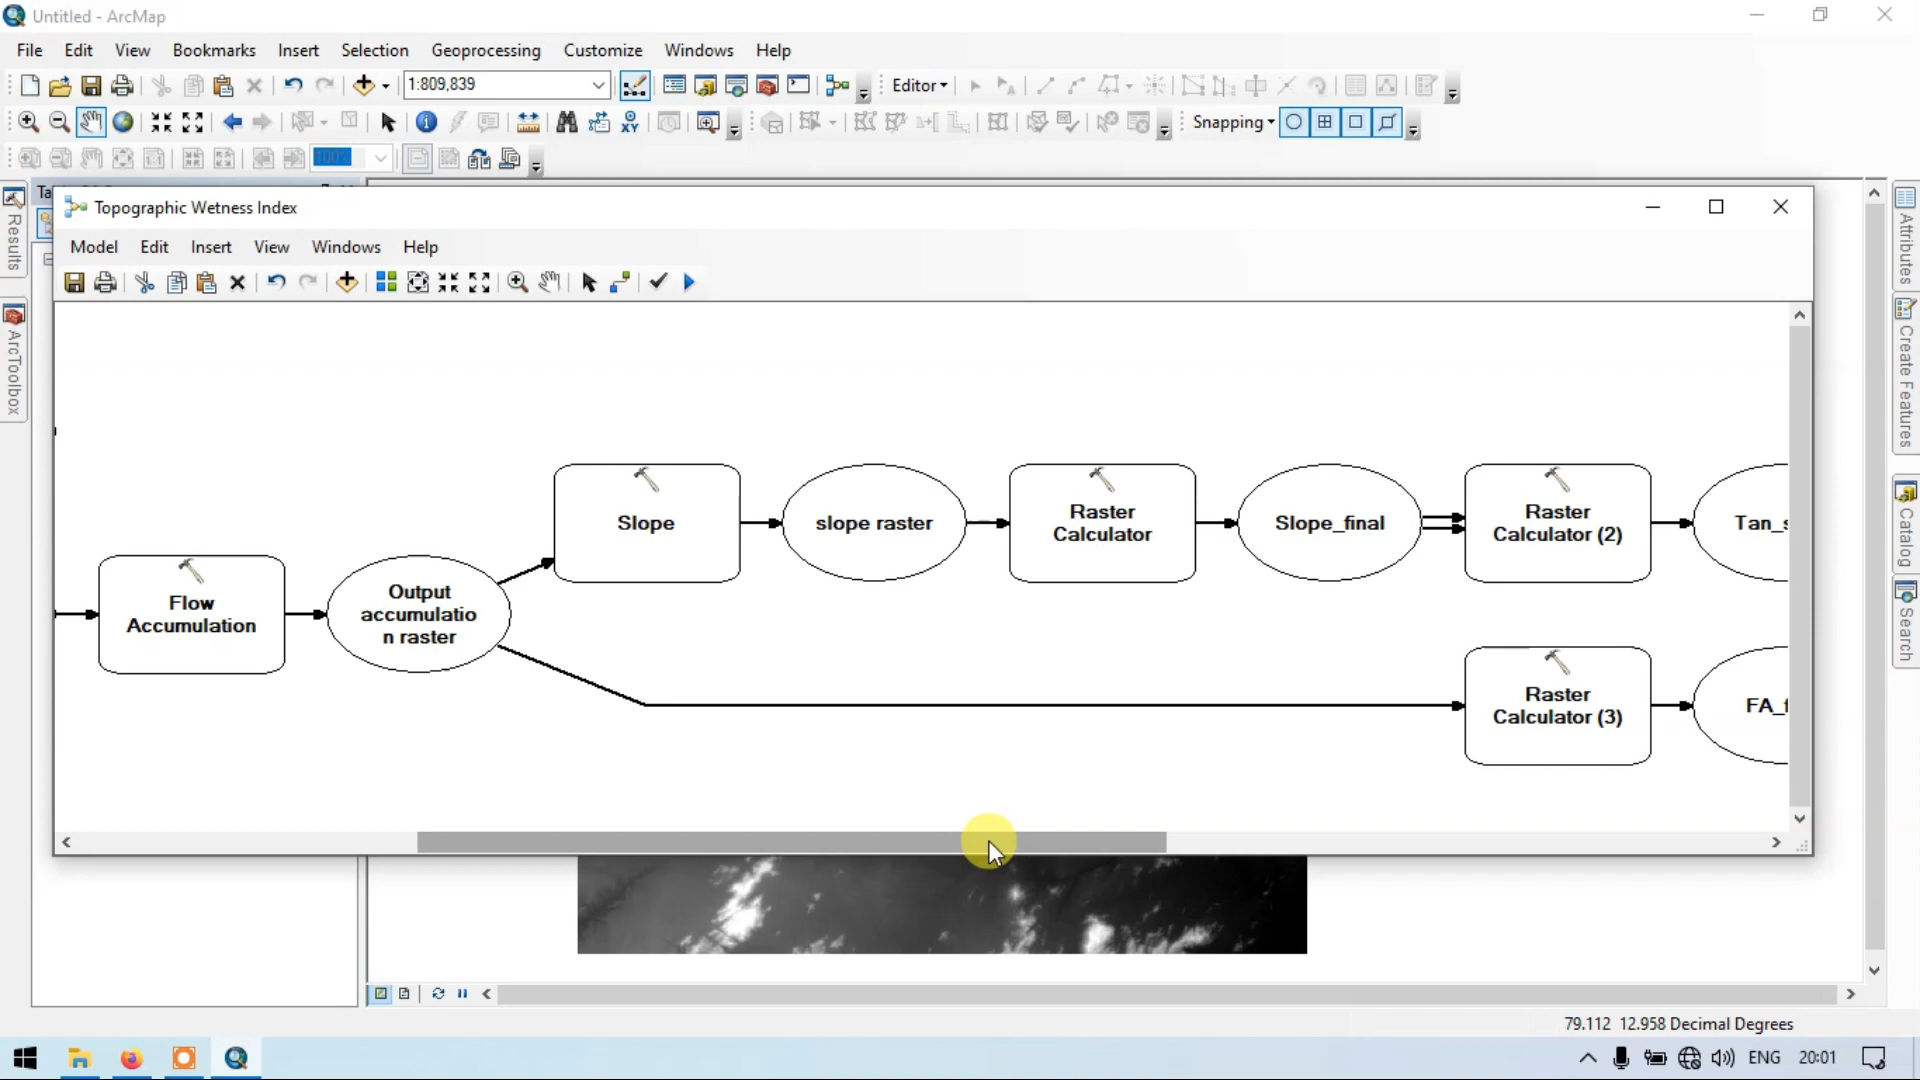 Untitled - ArcMap
File Edit View Bookmarks Insert Selection Geoprocessing Customize Windows Help
1:809,839
Editor
Snapping
100%
Results
ArcToolbox
Topographic Wetness Index
Model Edit Insert View Windows Help
Slope
slope raster
Raster
Calculator
Slope_final
Raster
Calculator (2)
Flow
Accumulation
Output
accumulatio
n raster
Raster
Calculator (3)
Attributes
Create Features
Catalog
Search
79.112 12.958 Decimal Degrees
ENG 20:01